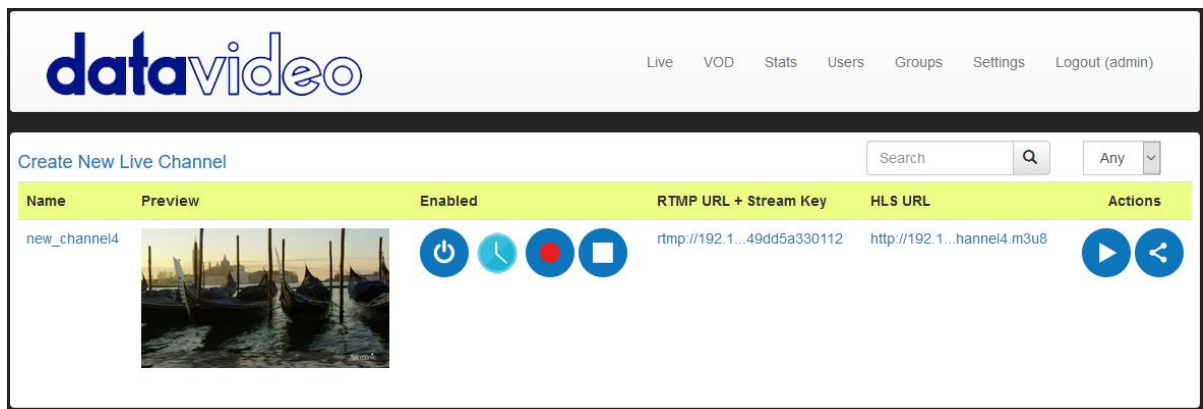 datavideo
Live VOD Stats Users Groups Settings Logout (admin)
Create New Live Channel
Search
Any
Name Preview Enabled RTMP URL + Stream Key HLS URL Actions
new_channel4
rtmp://192.1...49dd5a330112
http://192.1...hannel4.m3u8